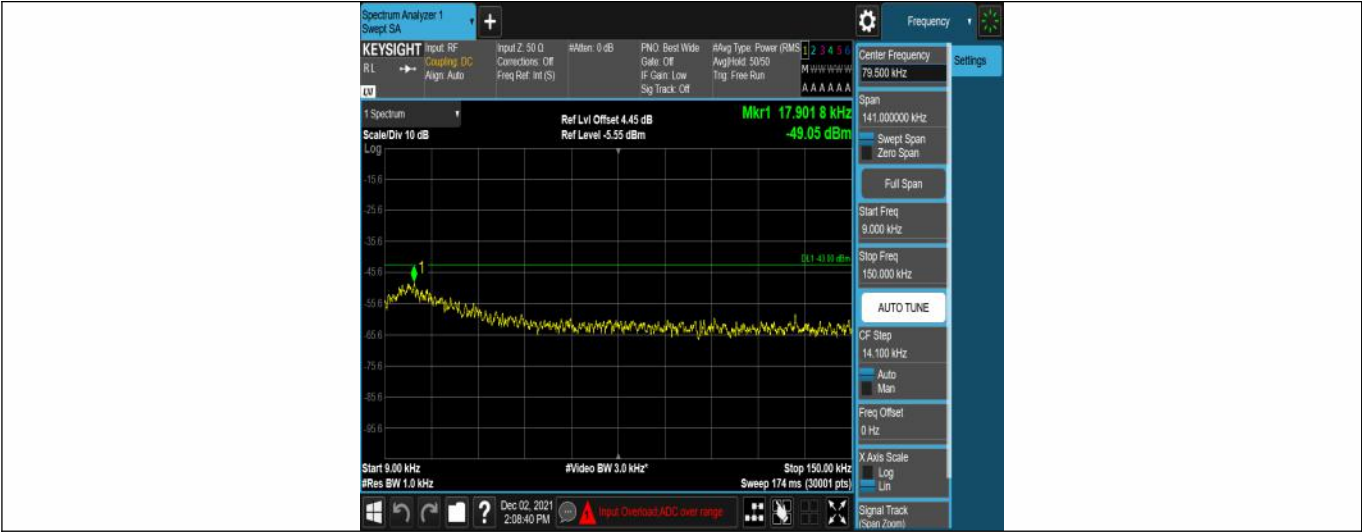 Spectrum Analyzer 1
Swept SA
+
Frequency
KEYSIGHT
RL
Input: RF
Coupling: DC
Align: Auto
Input Z: 50 Ω
Corrections: Off
Freq Ref: Int (S)
#Atten: 0 dB
PNO: Best Wide
Gate: Off
IF Gain: Low
Sig Track: Off
#Avg Type: Power (RMS
Avg|Hold: 50/50
Trig: Free Run
1 2 3 4 5 6
M W W W W W
A A A A A A
Center Frequency
79.500 kHz
Settings
Span
141.000000 kHz
Swept Span
Zero Span
Full Span
Start Freq
9.000 kHz
Stop Freq
150.000 kHz
AUTO TUNE
CF Step
14.100 kHz
Auto
Man
Freq Offset
0 Hz
X Axis Scale
Log
Lin
Signal Track
(Span Zoom)
1 Spectrum
Scale/Div 10 dB
Log
Ref Lvl Offset 4.45 dB
Ref Level -5.55 dBm
Mkr1 17.901 8 kHz
-49.05 dBm
-15.6
-25.6
-35.6
-45.6
-55.6
-65.6
-75.6
-85.6
-95.6
1
Start 9.00 kHz
#Res BW 1.0 kHz
#Video BW 3.0 kHz*
Stop 150.00 kHz
Sweep 174 ms (30001 pts)
?
Dec 02, 2021
2:08:40 PM
Input Overload;ADC over range